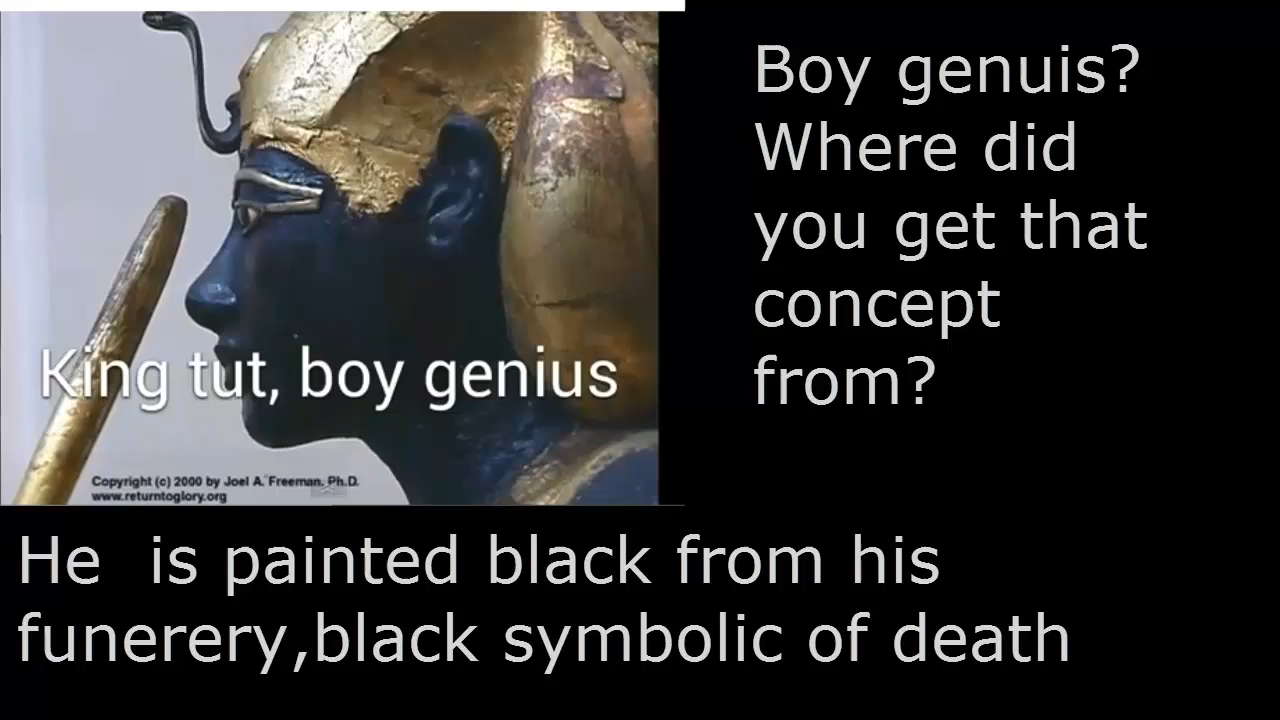 Boy genuis?
Where did
you get that
concept
from?
King tut, boy genius
Copyright (c) 2000 by Joel A. Freeman, Ph.D.
www.returntoglory.org
He  is painted black from his
funerery,black symbolic of death